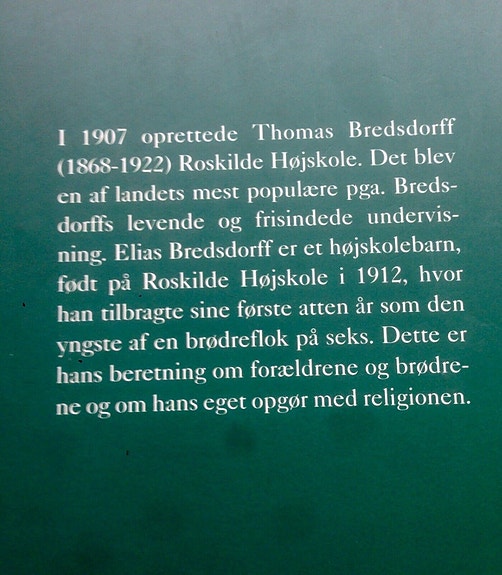 I 1907 oprettede Thomas Bredsdorff
(1868-1922) Roskilde Højskole. Det blev
en af landets mest populære pga. Breds-
dorffs levende og frisindede undervis-
ning. Elias Bredsdorff er et højskolebarn,
født på Roskilde Højskole i 1912, hvor
han tilbragte sine første atten år som den
yngste af en brødreflok på seks. Dette er
hans beretning om forældrene og brødre-
ne og om hans eget opgør med religionen.